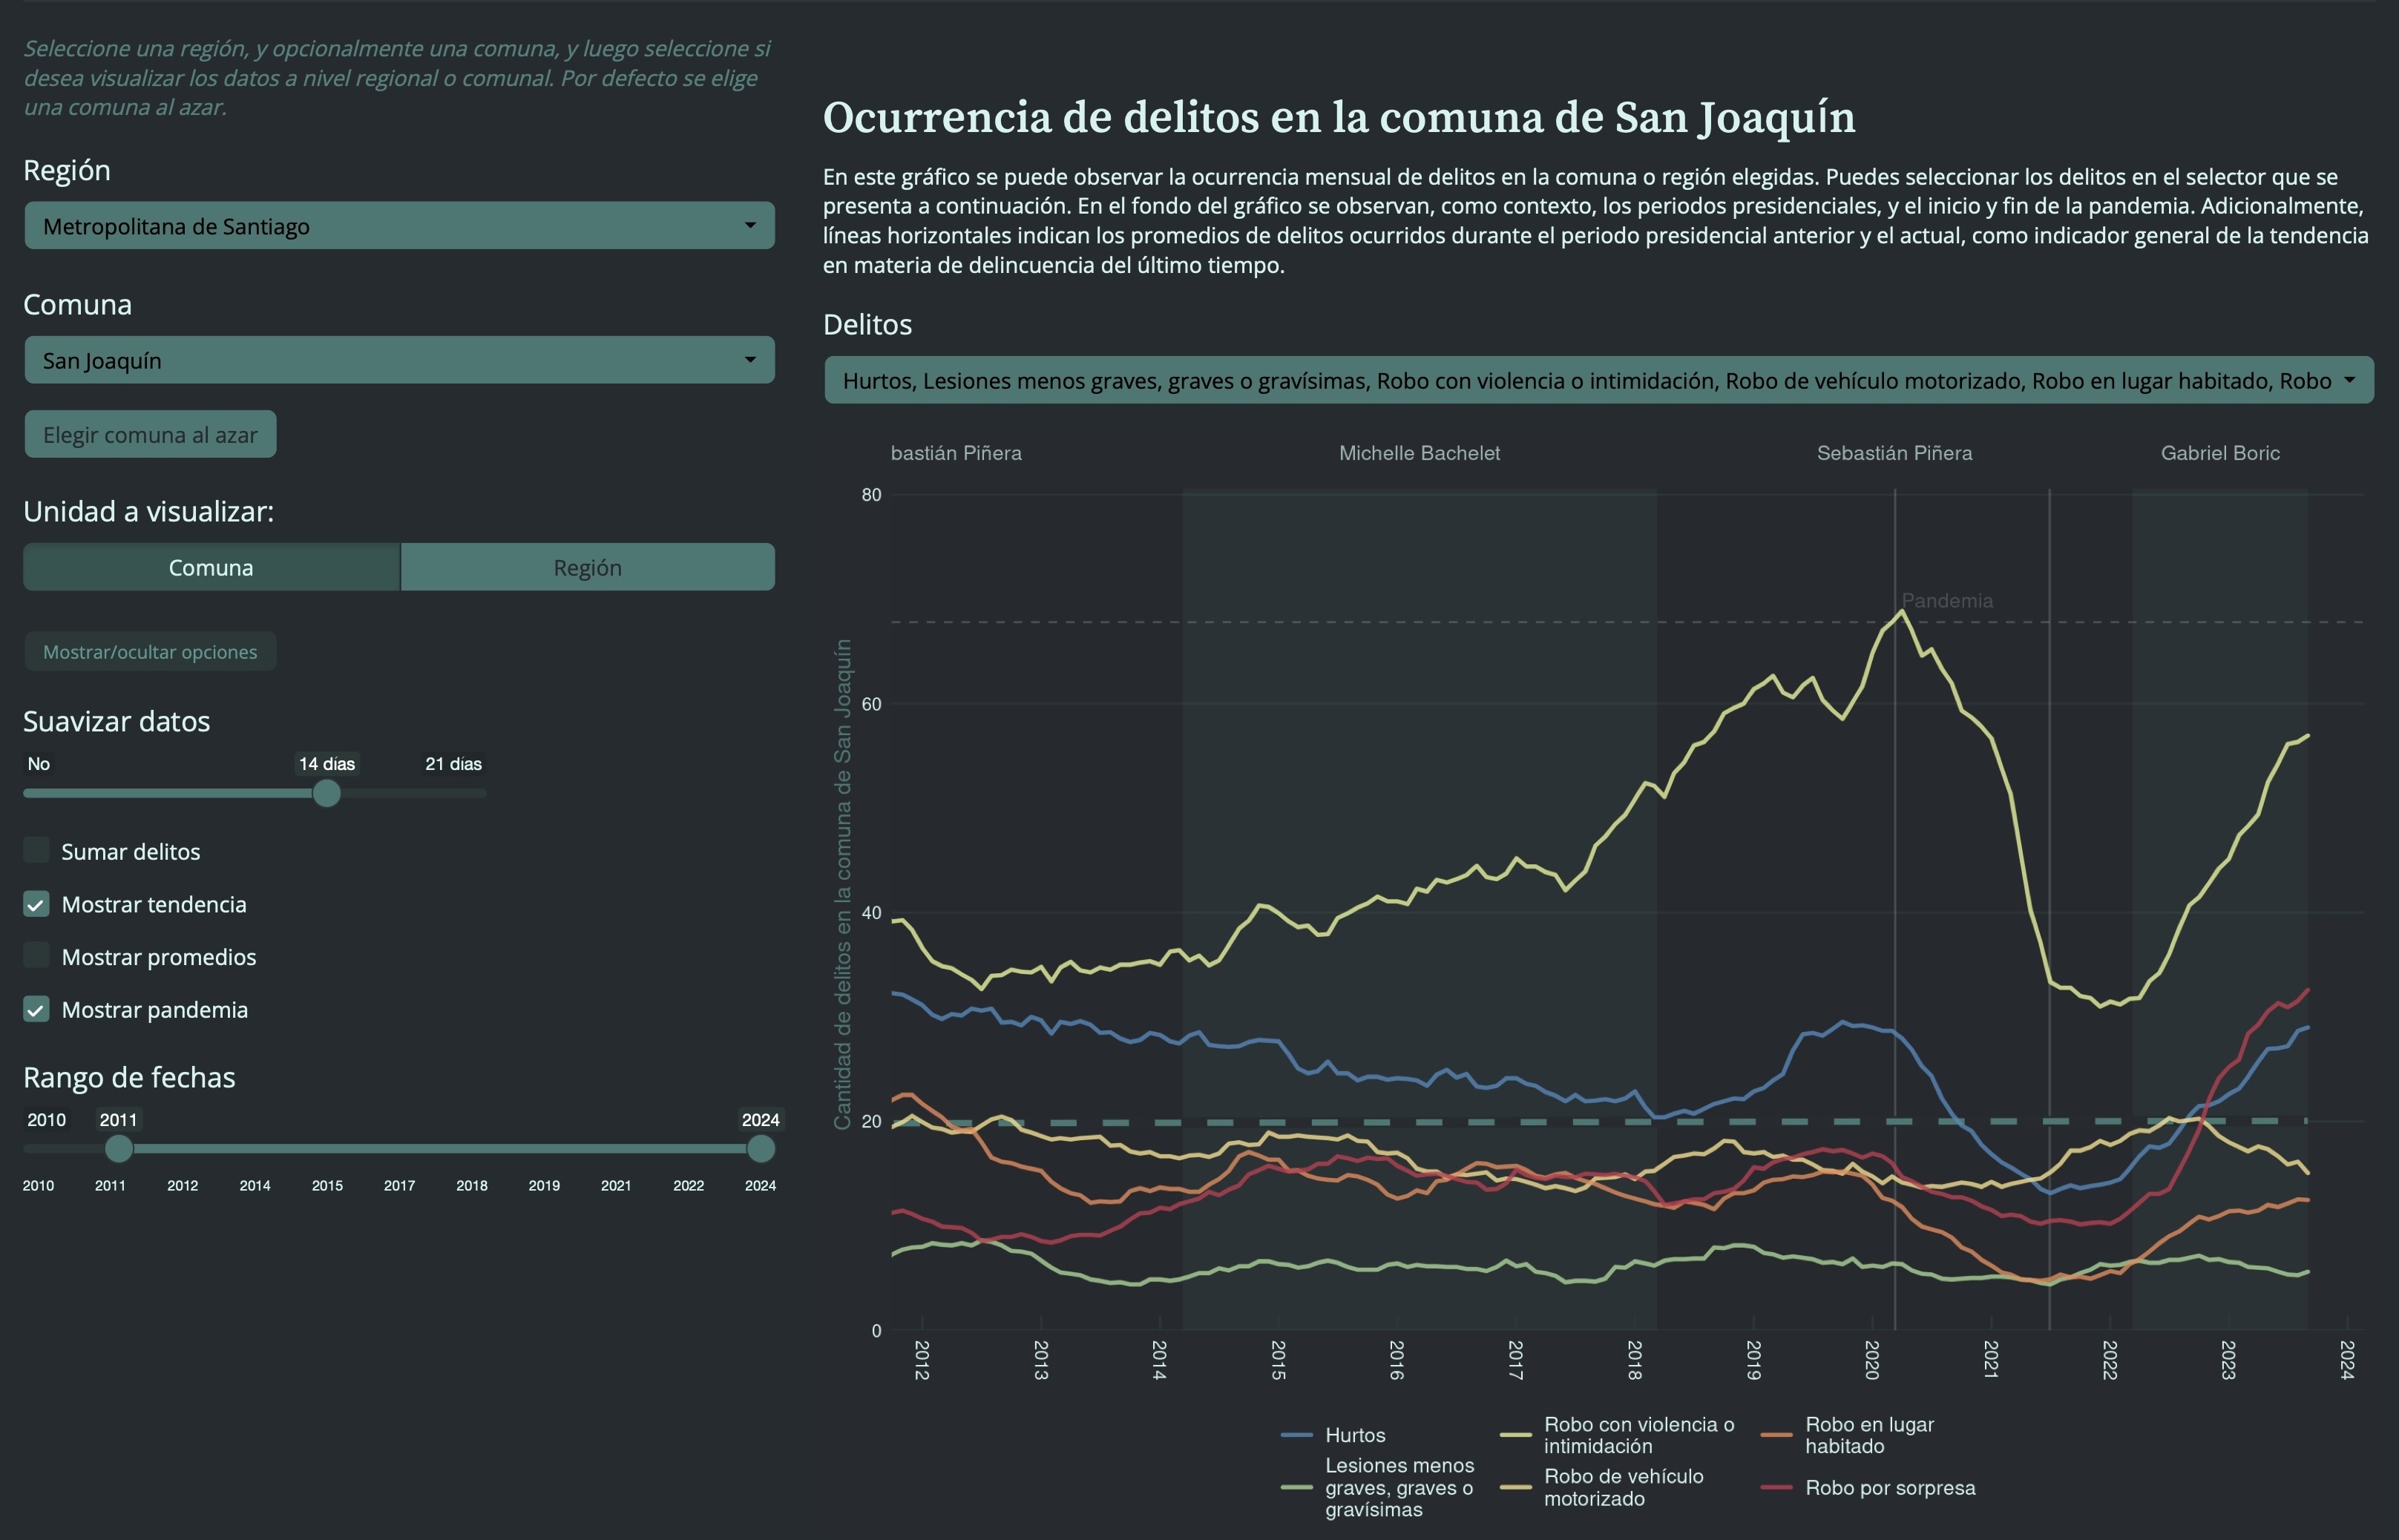 Seleccione una región, y opcionalmente una comuna, y luego seleccione si
desea visualizar los datos a nivel regional o comunal. Por defecto se elige
una comuna al azar.
Región
Metropolitana de Santiago
Comuna
San Joaquín
Elegir comuna al azar
Unidad a visualizar:
Comuna
Región
Mostrar/ocultar opciones
Suavizar datos
No
14 días
21 días
Sumar delitos
Mostrar tendencia
Mostrar promedios
Mostrar pandemia
Rango de fechas
2010
2011
2024
2010
2011
2012
2014
2015
2017
2018
2019
2021
2022
2024
Ocurrencia de delitos en la comuna de San Joaquín
En este gráfico se puede observar la ocurrencia mensual de delitos en la comuna o región elegidas. Puedes seleccionar los delitos en el selector que se
presenta a continuación. En el fondo del gráfico se observan, como contexto, los periodos presidenciales, y el inicio y fin de la pandemia. Adicionalmente,
líneas horizontales indican los promedios de delitos ocurridos durante el periodo presidencial anterior y el actual, como indicador general de la tendencia
en materia de delincuencia del último tiempo.
Delitos
Hurtos, Lesiones menos graves, graves o gravísimas, Robo con violencia o intimidación, Robo de vehículo motorizado, Robo en lugar habitado, Robo
bastián Piñera
Michelle Bachelet
Sebastián Piñera
Gabriel Boric
Cantidad de delitos en la comuna de San Joaquín
80
60
40
20
0
Pandemia
2012
2013
2014
2015
2016
2017
2018
2019
2020
2021
2022
2023
2024
Hurtos
Lesiones menos
graves, graves o
gravísimas
Robo con violencia o
intimidación
Robo de vehículo
motorizado
Robo en lugar
habitado
Robo por sorpresa